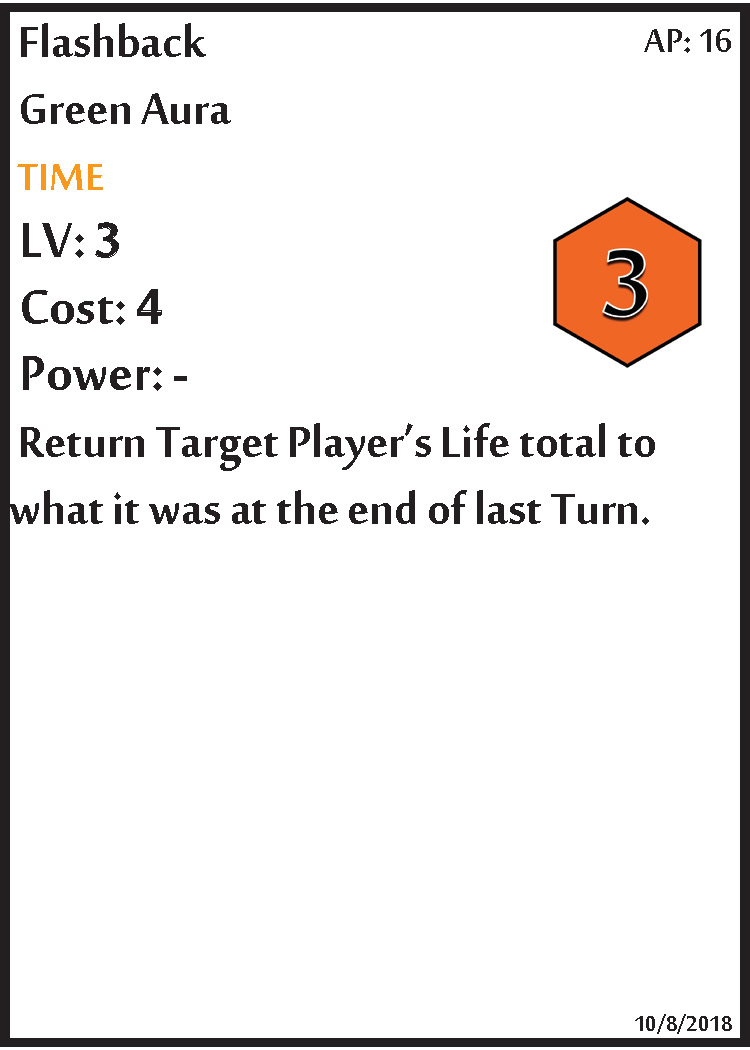 Flashback
AP: 16
Green Aura
TIME
LV: 3
3
Cost: 4
Power: -
Return Target Player’s Life total to
what it was at the end of last Turn.
10/8/2018